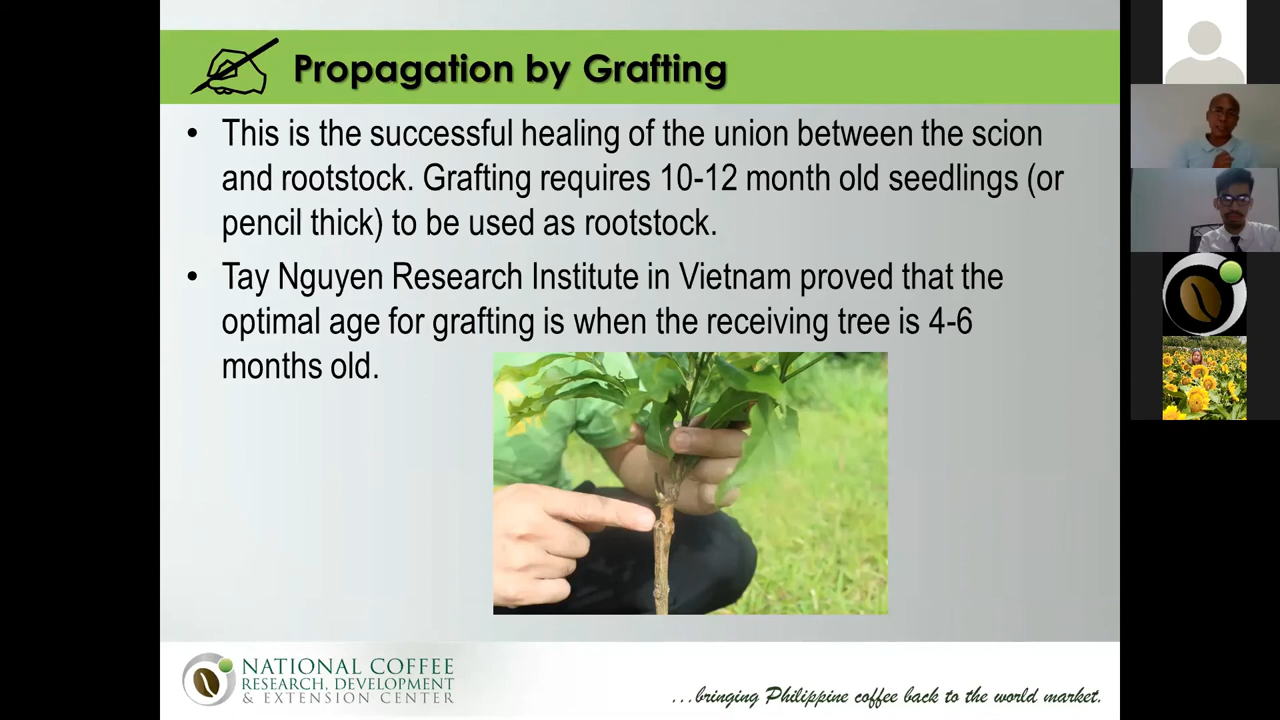 Propagation by Grafting
• This is the successful healing of the union between the scion
and rootstock. Grafting requires 10-12 month old seedlings (or
pencil thick) to be used as rootstock.
• Tay Nguyen Research Institute in Vietnam proved that the
optimal age for grafting is when the receiving tree is 4-6
months old.
NATIONAL COFFEE
RESEARCH, DEVELOPMENT
& EXTENSION CENTER
...bringing Philippine coffee back to the world market.